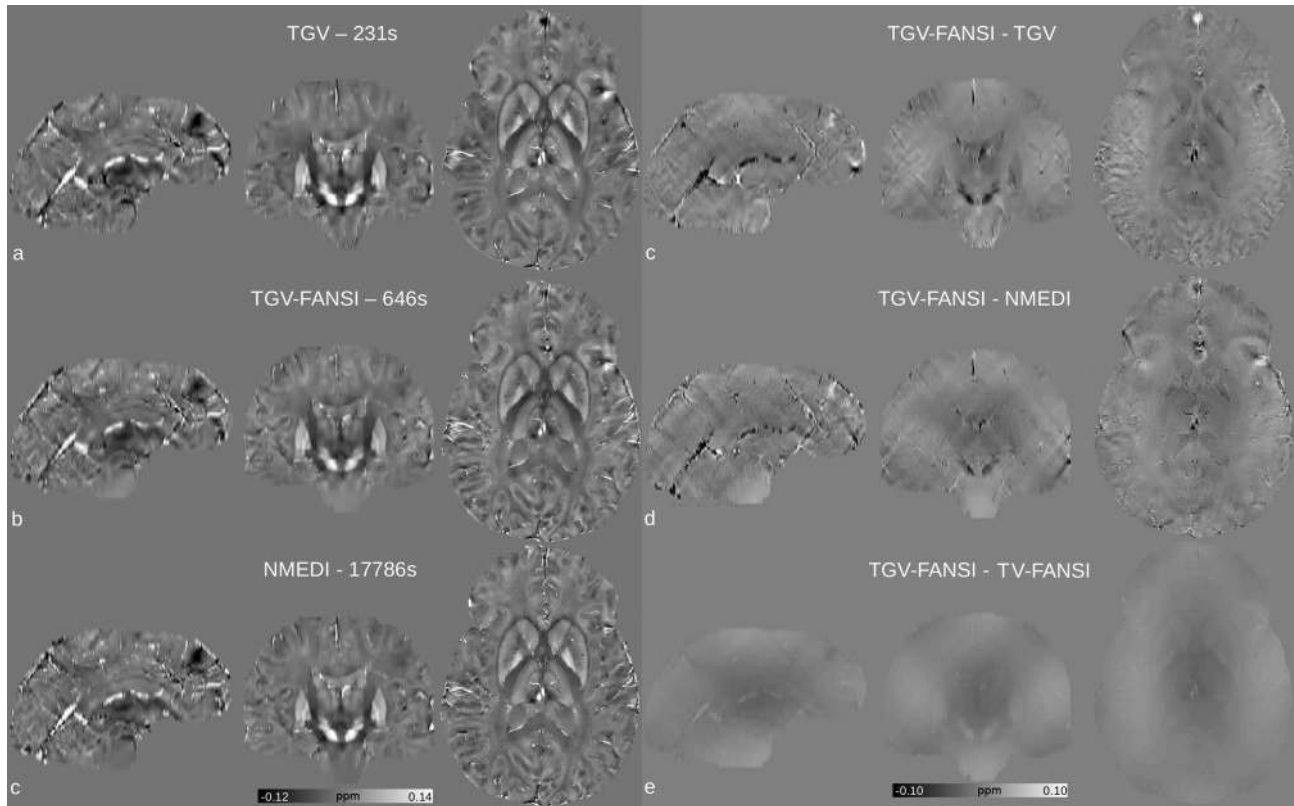 TGV – 231s
a
TGV-FANSI – 646s
b
NMEDI - 17786s
c
-0.12 ppm 0.14
TGV-FANSI - TGV
c
TGV-FANSI - NMEDI
d
TGV-FANSI - TV-FANSI
e
-0.10 ppm 0.10